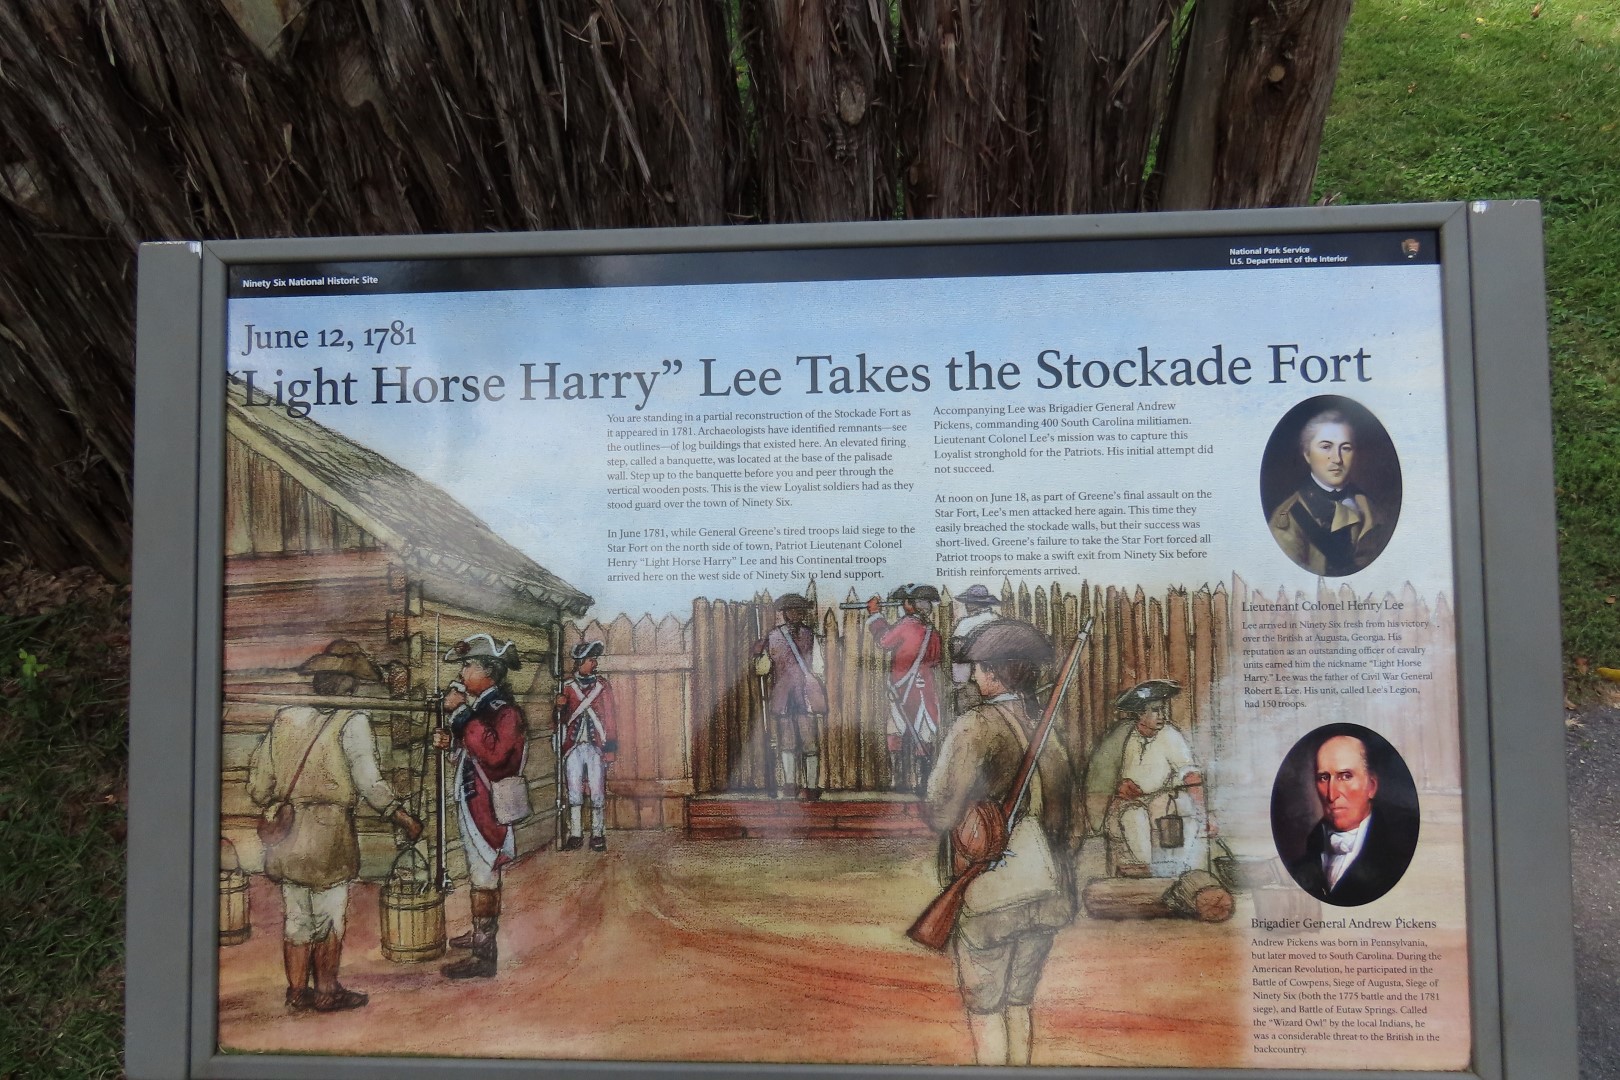 National Park Service
U.S. Department of the Interior
Ninety Six National Historic Site
June 12, 1781
“Light Horse Harry” Lee Takes the Stockade Fort
You are standing in a partial reconstruction of the Stockade Fort as
it appeared in 1781. Archaeologists have identified remnants—see
the outlines—of log buildings that existed here. An elevated firing
step, called a banquette, was located at the base of the palisade
wall. Step up to the banquette before you and peer through the
vertical wooden posts. This is the view Loyalist soldiers had as they
stood guard over the town of Ninety Six.
In June 1781, while General Greene's tired troops laid siege to the
Star Fort on the north side of town, Patriot Lieutenant Colonel
Henry “Light Horse Harry” Lee and his Continental troops
arrived here on the west side of Ninety Six to lend support.
Accompanying Lee was Brigadier General Andrew
Pickens, commanding 400 South Carolina militiamen.
Lieutenant Colonel Lee's mission was to capture this
Loyalist stronghold for the Patriots. His initial attempt did
not succeed.
At noon on June 18, as part of Greene's final assault on the
Star Fort, Lee's men attacked here again. This time they
easily breached the stockade walls, but their success was
short-lived. Greene's failure to take the Star Fort forced all
Patriot troops to make a swift exit from Ninety Six before
British reinforcements arrived.
Lieutenant Colonel Henry Lee
Lee arrived in Ninety Six fresh from his victory
over the British at Augusta, Georgia. His
reputation as an outstanding officer of cavalry
units earned him the nickname “Light Horse
Harry.” Lee was the father of Civil War General
Robert E. Lee. His unit, called Lee's Legion,
had 150 troops.
Brigadier General Andrew Pickens
Andrew Pickens was born in Pennsylvania,
but later moved to South Carolina. During the
American Revolution, he participated in the
Battle of Cowpens, Siege of Augusta, Siege of
Ninety Six (both the 1775 battle and the 1781
siege), and Battle of Eutaw Springs. Called
the “Wizard Owl” by the local Indians, he
was a considerable threat to the British in the
backcountry.